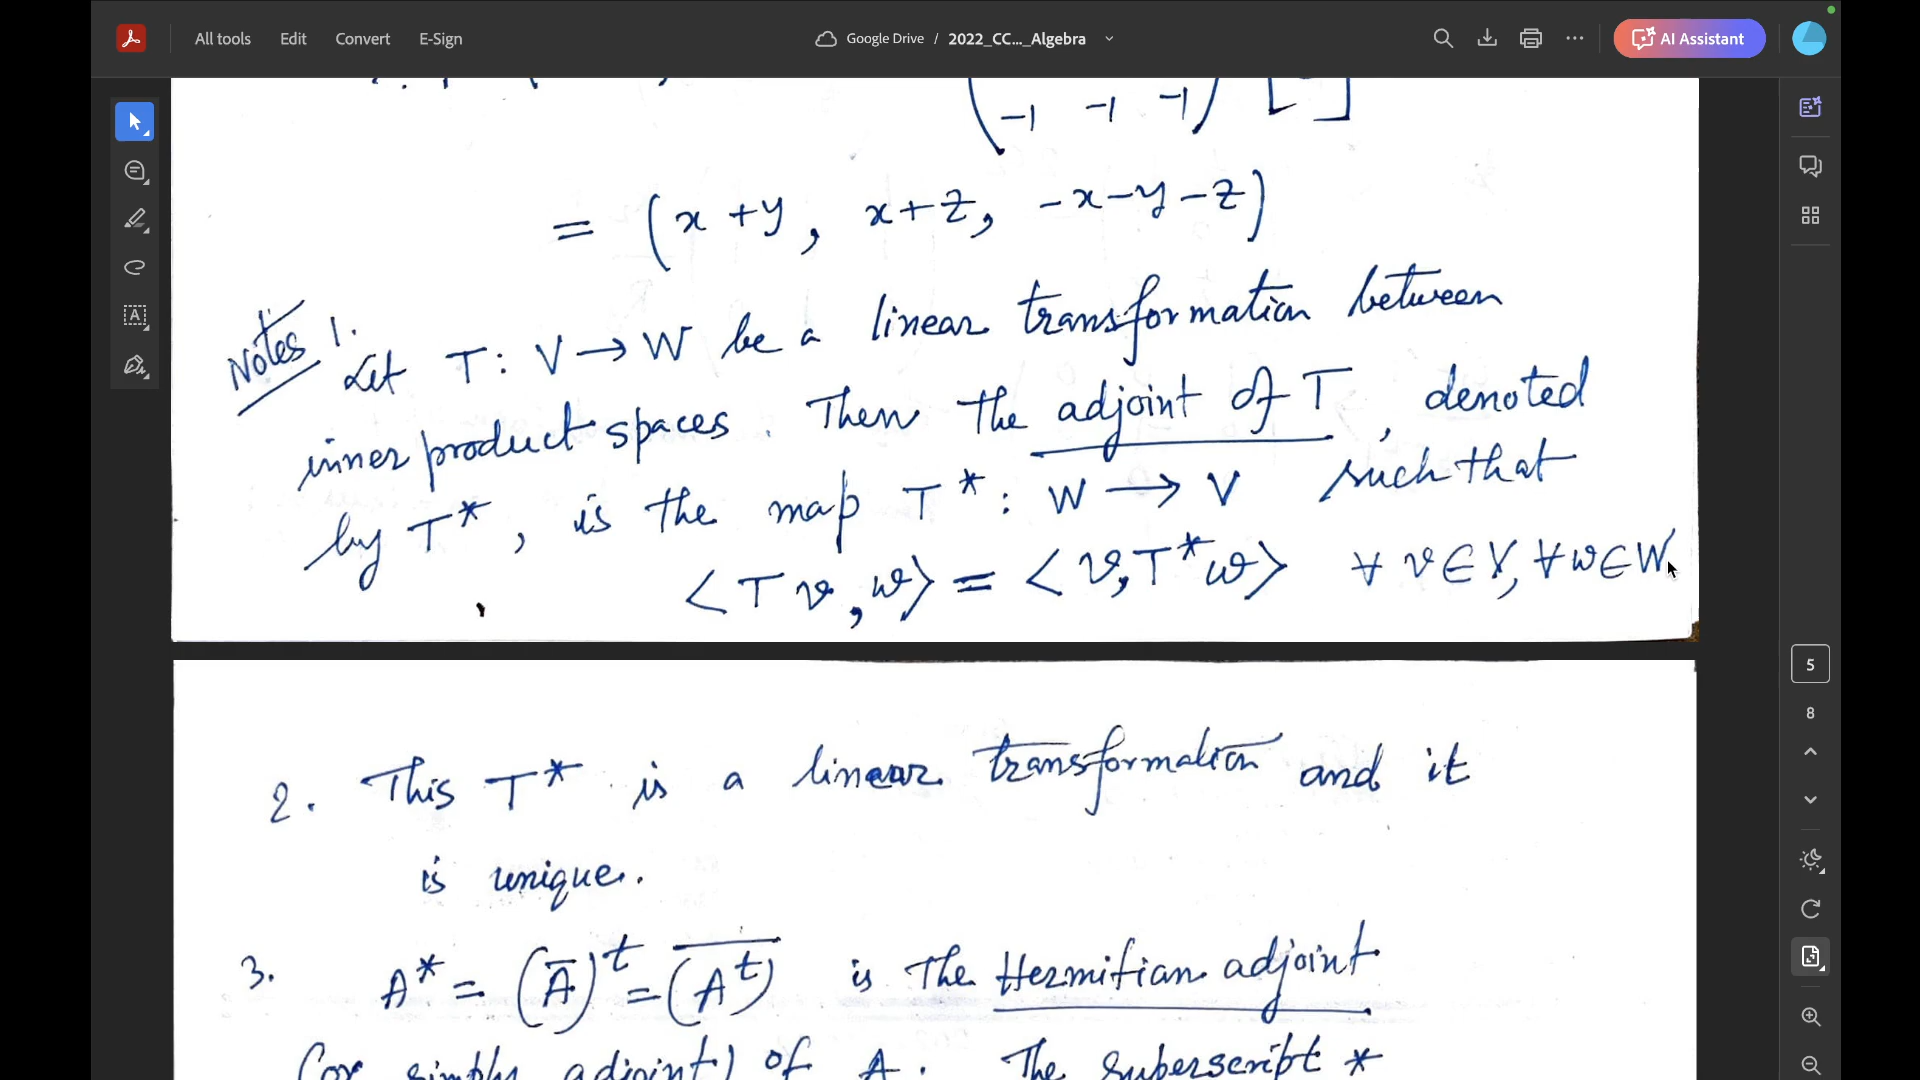 All tools Edit Convert E-Sign Google Drive / 2022_CC..._Algebra AI Assistant
-1 -1 -1
= (x+y, x+z, -x-y-z)
Notes 1.
Let T: V → W be a linear transformation between
inner product spaces. Then the adjoint of T, denoted
by T*, is the map T*: W → V such that
⟨Tv, w⟩ = ⟨v, T*w⟩ ∀ v∈V, ∀ w∈W
5
8
2. This T* is a linear transformation and it
is unique.
3. A* = (Ā)ᵗ = \overline{(Aᵗ)} is the Hermitian adjoint
(or simply adjoint) of A. The superscript *